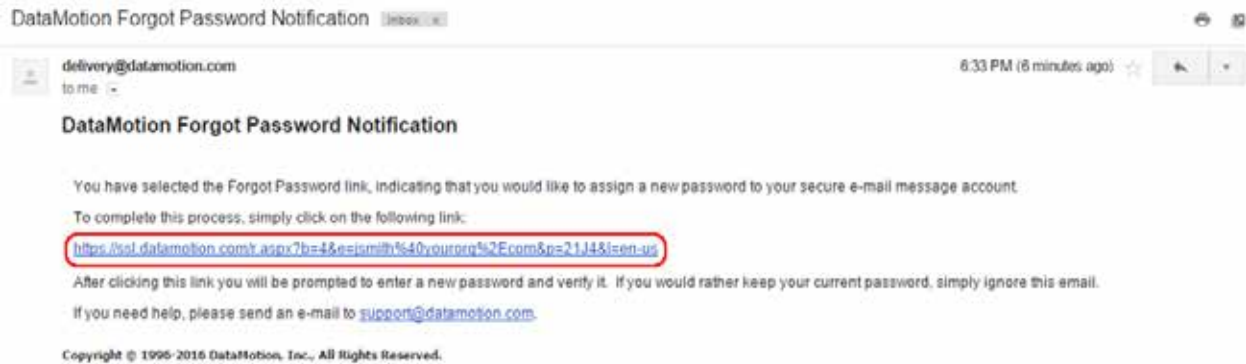 DataMotion Forgot Password Notification Inbox x
delivery@datamotion.com 6:33 PM (6 minutes ago)
to me
DataMotion Forgot Password Notification
You have selected the Forgot Password link, indicating that you would like to assign a new password to your secure e-mail message account.
To complete this process, simply click on the following link:
https://ssl.datamotion.com/r.aspx?b=4&e=jsmith%40yourorg%2Ecom&p=21J4&l=en-us
After clicking this link you will be prompted to enter a new password and verify it. If you would rather keep your current password, simply ignore this email.
If you need help, please send an e-mail to support@datamotion.com.
Copyright © 1996-2016 DataMotion, Inc., All Rights Reserved.